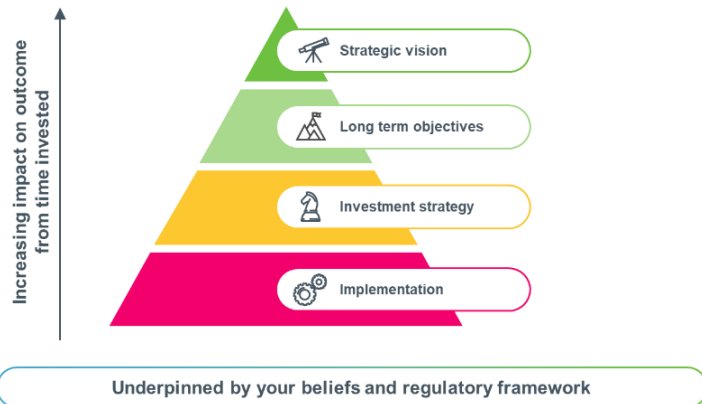 Increasing impact on outcome
from time invested
Strategic vision
Long term objectives
Investment strategy
Implementation
Underpinned by your beliefs and regulatory framework